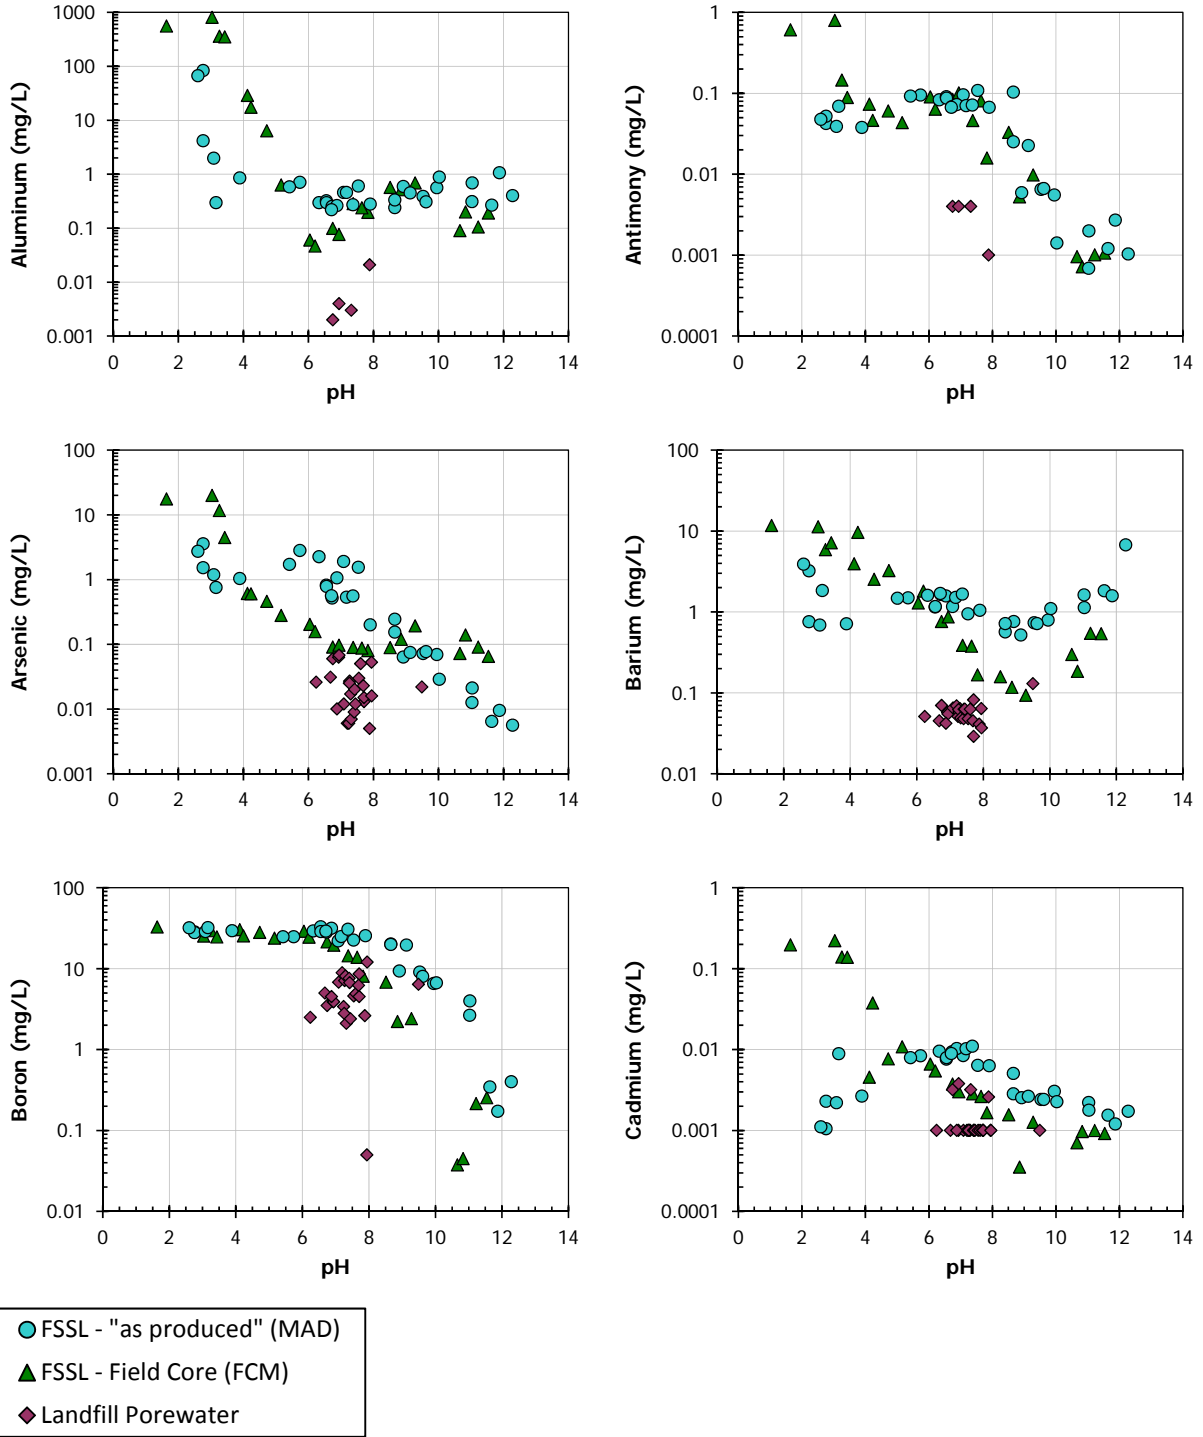 1000
100
10
1
0.1
0.01
0.001
Aluminum (mg/L)
0 2 4 6 8 10 12 14
pH
1
0.1
0.01
0.001
0.0001
Antimony (mg/L)
0 2 4 6 8 10 12 14
pH
100
10
1
0.1
0.01
0.001
Arsenic (mg/L)
0 2 4 6 8 10 12 14
pH
100
10
1
0.1
0.01
Barium (mg/L)
0 2 4 6 8 10 12 14
pH
100
10
1
0.1
0.01
Boron (mg/L)
0 2 4 6 8 10 12 14
pH
1
0.1
0.01
0.001
0.0001
Cadmium (mg/L)
0 2 4 6 8 10 12 14
pH
FSSL - "as produced" (MAD)
FSSL - Field Core (FCM)
Landfill Porewater